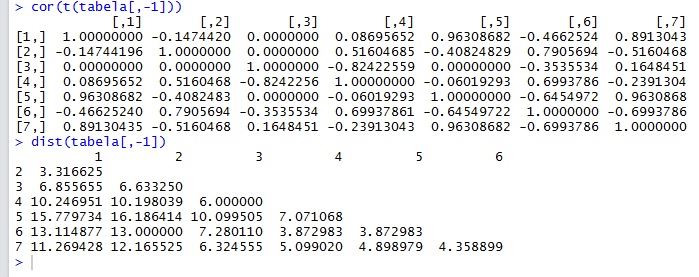 > cor(t(tabela[,-1]))
[,1] [,2] [,3] [,4] [,5] [,6] [,7]
[1,] 1.00000000 -0.1474420 0.0000000 0.08695652 0.96308682 -0.4662524 0.8913043
[2,] -0.14744196 1.0000000 0.0000000 0.51604685 -0.40824829 0.7905694 -0.5160468
[3,] 0.00000000 0.0000000 1.0000000 -0.82422559 0.00000000 -0.3535534 0.1648451
[4,] 0.08695652 0.5160468 -0.8242256 1.00000000 -0.06019293 0.6993786 -0.2391304
[5,] 0.96308682 -0.4082483 0.0000000 -0.06019293 1.00000000 -0.6454972 0.9630868
[6,] -0.46625240 0.7905694 -0.3535534 0.69937861 -0.64549722 1.0000000 -0.6993786
[7,] 0.89130435 -0.5160468 0.1648451 -0.23913043 0.96308682 -0.6993786 1.0000000
> dist(tabela[,-1])
1 2 3 4 5 6
2 3.316625
3 6.855655 6.633250
4 10.246951 10.198039 6.000000
5 15.779734 16.186414 10.099505 7.071068
6 13.114877 13.000000 7.280110 3.872983 3.872983
7 11.269428 12.165525 6.324555 5.099020 4.898979 4.358899
>